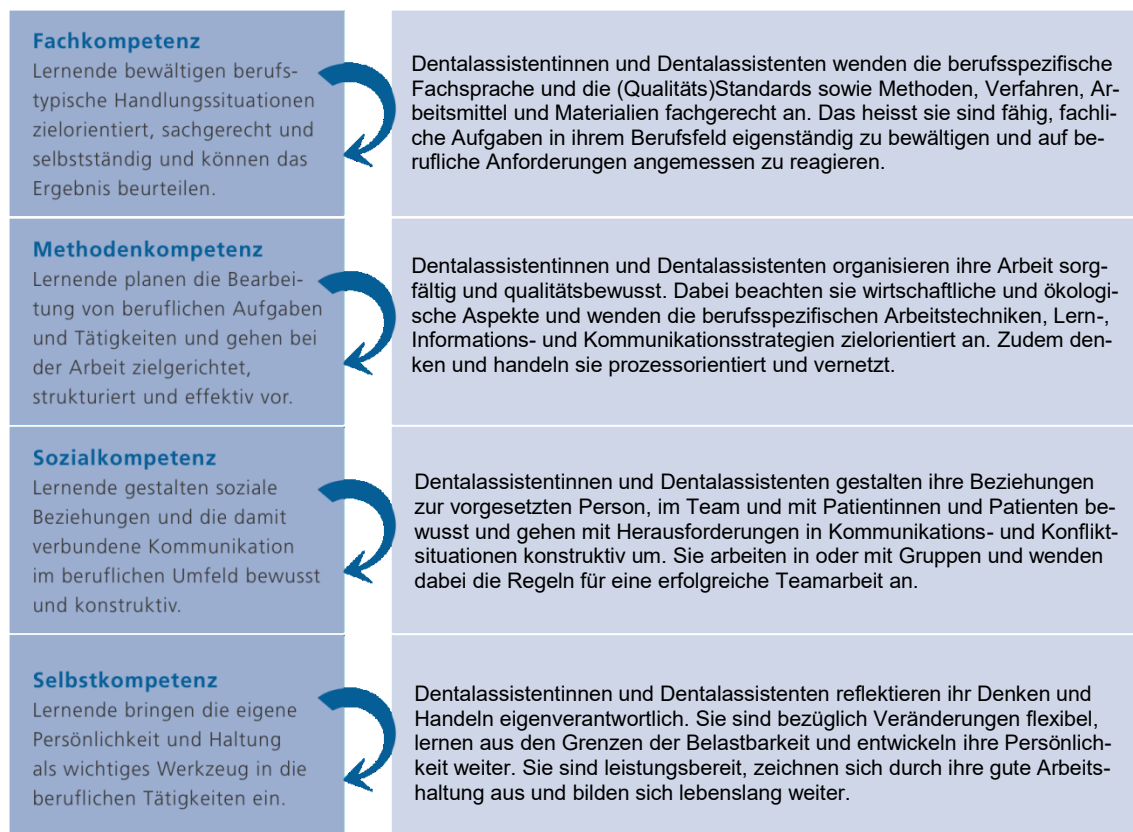 Fachkompetenz
Lernende bewältigen berufs-
typische Handlungssituationen
zielorientiert, sachgerecht und
selbstständig und können das
Ergebnis beurteilen.
Dentalassistentinnen und Dentalassistenten wenden die berufsspezifische
Fachsprache und die (Qualitäts)Standards sowie Methoden, Verfahren, Ar-
beitsmittel und Materialien fachgerecht an. Das heisst sie sind fähig, fachli-
che Aufgaben in ihrem Berufsfeld eigenständig zu bewältigen und auf be-
rufliche Anforderungen angemessen zu reagieren.
Methodenkompetenz
Lernende planen die Bearbei-
tung von beruflichen Aufgaben
und Tätigkeiten und gehen bei
der Arbeit zielgerichtet,
strukturiert und effektiv vor.
Dentalassistentinnen und Dentalassistenten organisieren ihre Arbeit sorg-
fältig und qualitätsbewusst. Dabei beachten sie wirtschaftliche und ökologi-
sche Aspekte und wenden die berufsspezifischen Arbeitstechniken, Lern-,
Informations- und Kommunikationsstrategien zielorientiert an. Zudem den-
ken und handeln sie prozessorientiert und vernetzt.
Sozialkompetenz
Lernende gestalten soziale
Beziehungen und die damit
verbundene Kommunikation
im beruflichen Umfeld bewusst
und konstruktiv.
Dentalassistentinnen und Dentalassistenten gestalten ihre Beziehungen
zur vorgesetzten Person, im Team und mit Patientinnen und Patienten be-
wusst und gehen mit Herausforderungen in Kommunikations- und Konflikt-
situationen konstruktiv um. Sie arbeiten in oder mit Gruppen und wenden
dabei die Regeln für eine erfolgreiche Teamarbeit an.
Selbstkompetenz
Lernende bringen die eigene
Persönlichkeit und Haltung
als wichtiges Werkzeug in die
beruflichen Tätigkeiten ein.
Dentalassistentinnen und Dentalassistenten reflektieren ihr Denken und
Handeln eigenverantwortlich. Sie sind bezüglich Veränderungen flexibel,
lernen aus den Grenzen der Belastbarkeit und entwickeln ihre Persönlich-
keit weiter. Sie sind leistungsbereit, zeichnen sich durch ihre gute Arbeits-
haltung aus und bilden sich lebenslang weiter.